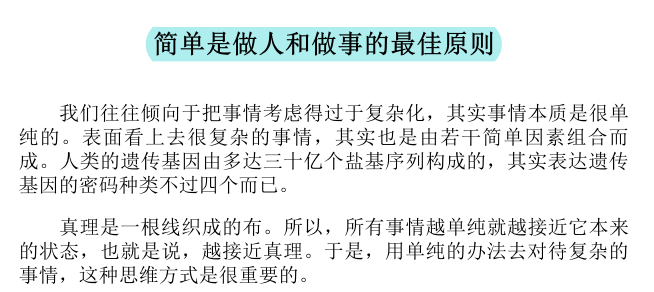 简单是做人和做事的最佳原则
我们往往倾向于把事情考虑得过于复杂化，其实事情本质是很单
纯的。表面看上去很复杂的事情，其实也是由若干简单因素组合而
成。人类的遗传基因由多达三十亿个盐基序列构成的，其实表达遗传
基因的密码种类不过四个而已。
真理是一根线织成的布。所以，所有事情越单纯就越接近它本来
的状态，也就是说，越接近真理。于是，用单纯的办法去对待复杂的
事情，这种思维方式是很重要的。